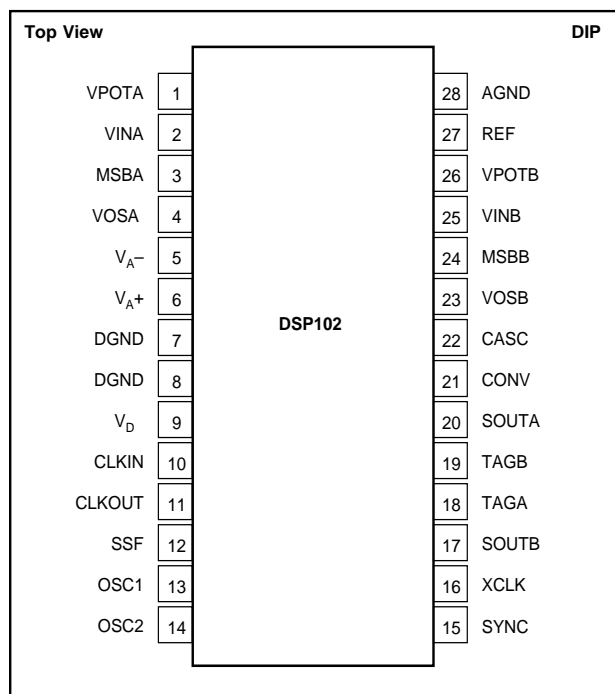 Top View DIP
VPOTA 1 28 AGND
VINA 2 27 REF
MSBA 3 26 VPOTB
VOSA 4 25 VINB
V_A– 5 24 MSBB
V_A+ 6 23 VOSB
DSP102
DGND 7 22 CASC
DGND 8 21 CONV
V_D 9 20 SOUTA
CLKIN 10 19 TAGB
CLKOUT 11 18 TAGA
SSF 12 17 SOUTB
OSC1 13 16 XCLK
OSC2 14 15 SYNC